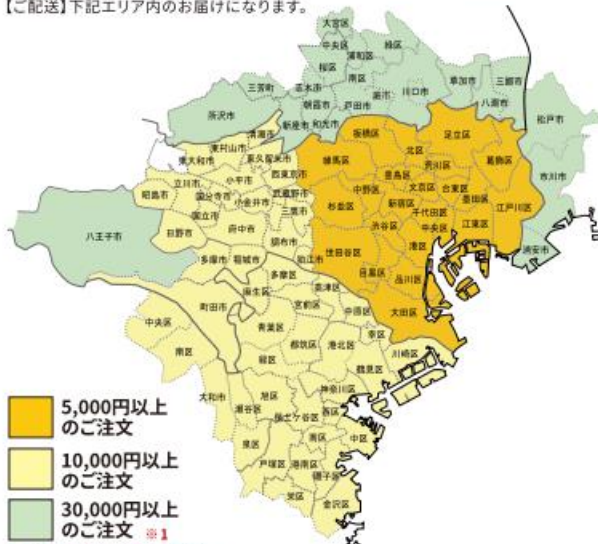 【ご配送】下記エリア内のお届けになります。
大宮区
中央区
緑区
浦和区
桜区
南区
三芳町
志木市
蕨市
川口市
草加市
三郷市
所沢市
朝霞市
戸田市
八潮市
新座市
和光市
松戸市
清瀬市
板橋区
足立区
東村山市
北区
東大和市
東久留米市
練馬区
荒川区
葛飾区
西東京市
豊島区
市川市
立川市
小平市
中野区
文京区
台東区
昭島市
国分寺市
武蔵野市
墨田区
小金井市
杉並区
新宿区
江戸川区
国立市
三鷹市
千代田区
八王子市
日野市
府中市
渋谷区
中央区
江東区
調布市
世田谷区
港区
浦安市
多摩市
稲城市
狛江市
多摩区
目黒区
品川区
麻生区
高津区
町田市
宮前区
中原区
大田区
中央区
青葉区
幸区
南区
都筑区
港北区
川崎区
緑区
鶴見区
大和市
旭区
神奈川区
瀬谷区
保土ケ谷区
西区
泉区
南区
中区
戸塚区
港南区
磯子区
栄区
金沢区
5,000円以上
のご注文
10,000円以上
のご注文
30,000円以上
のご注文 ※1